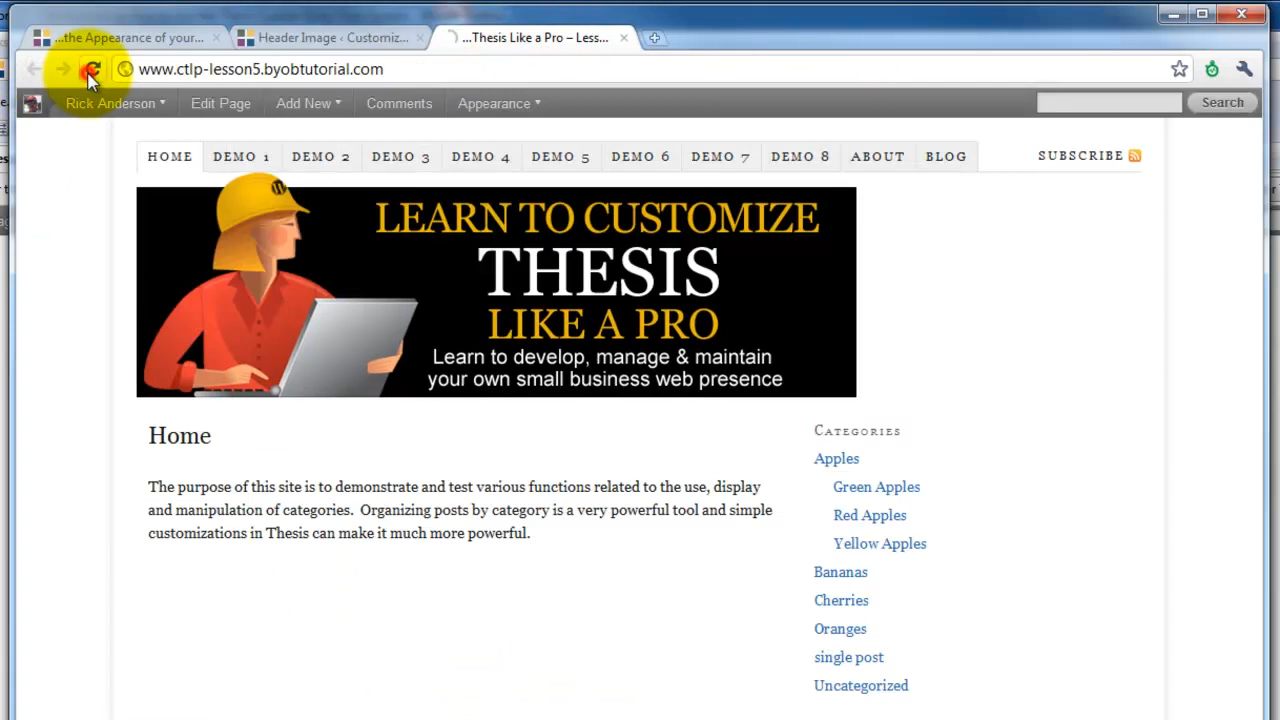 ...the Appearance of your...
Header Image ‹ Customiz...
...Thesis Like a Pro – Less...
www.ctlp-lesson5.byobtutorial.com
Rick Anderson Edit Page Add New Comments Appearance Search
HOME DEMO 1 DEMO 2 DEMO 3 DEMO 4 DEMO 5 DEMO 6 DEMO 7 DEMO 8 ABOUT BLOG SUBSCRIBE
LEARN TO CUSTOMIZE
THESIS
LIKE A PRO
Learn to develop, manage & maintain
your own small business web presence
Home
The purpose of this site is to demonstrate and test various functions related to the use, display
and manipulation of categories. Organizing posts by category is a very powerful tool and simple
customizations in Thesis can make it much more powerful.
Categories
Apples
Green Apples
Red Apples
Yellow Apples
Bananas
Cherries
Oranges
single post
Uncategorized